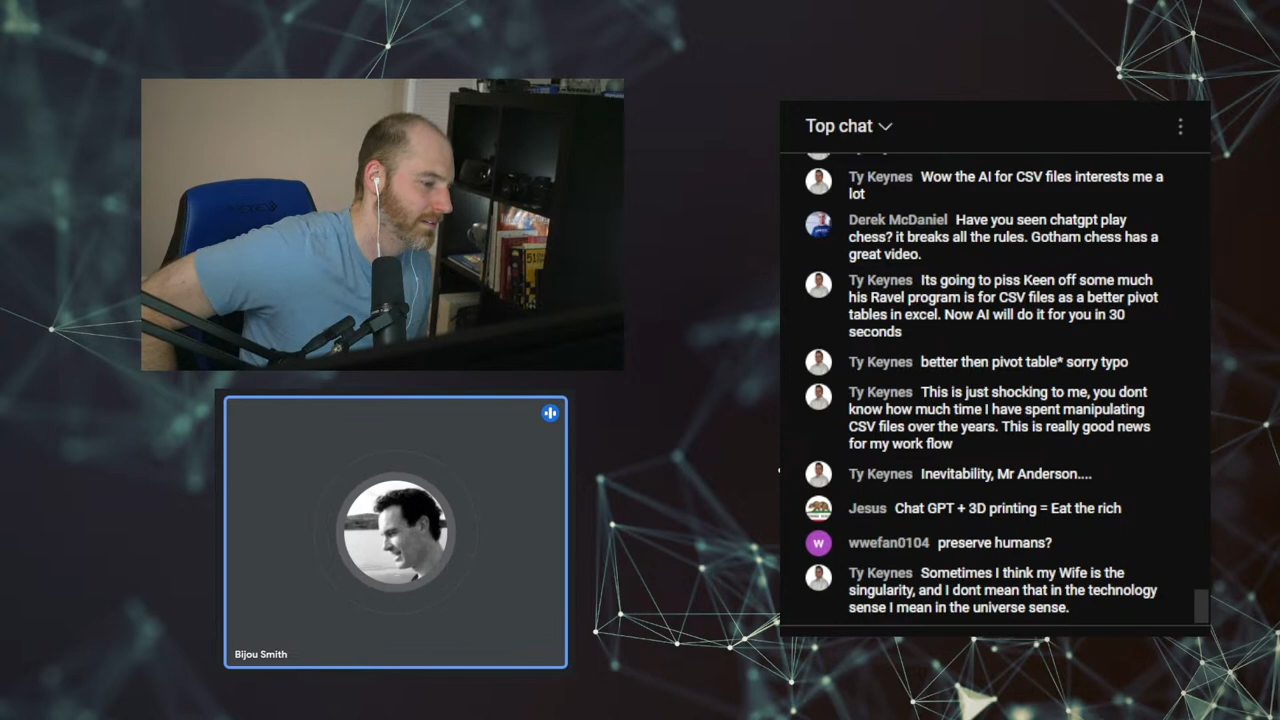 Top chat
Ty Keynes Wow the AI for CSV files interests me a
lot
Derek McDaniel Have you seen chatgpt play
chess? it breaks all the rules. Gotham chess has a
great video.
Ty Keynes Its going to piss Keen off some much
his Ravel program is for CSV files as a better pivot
tables in excel. Now AI will do it for you in 30
seconds
Ty Keynes better then pivot table* sorry typo
Ty Keynes This is just shocking to me, you dont
know how much time I have spent manipulating
CSV files over the years. This is really good news
for my work flow
Ty Keynes Inevitability, Mr Anderson....
Jesus Chat GPT + 3D printing = Eat the rich
W
wwefan0104 preserve humans?
Ty Keynes Sometimes I think my Wife is the
singularity, and I dont mean that in the technology
sense I mean in the universe sense.
51
Bijou Smith